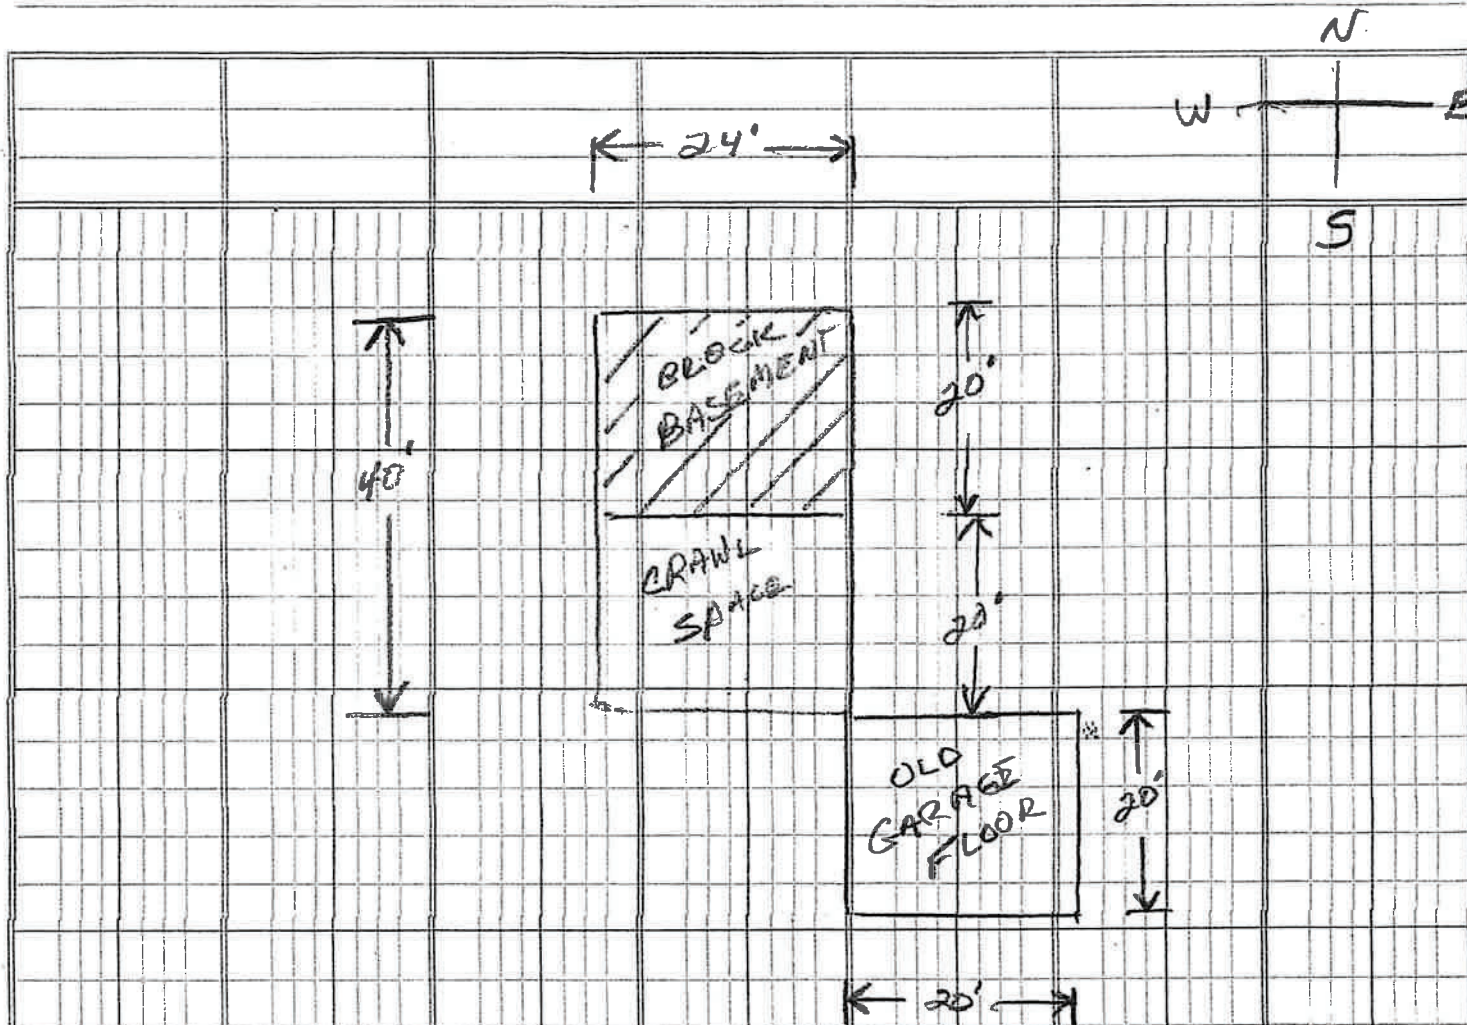 N
W E
S
24'
BLOCK
BASEMENT
20'
40'
CRAWL
SPACE
20'
OLD
GARAGE
FLOOR
20'
20'